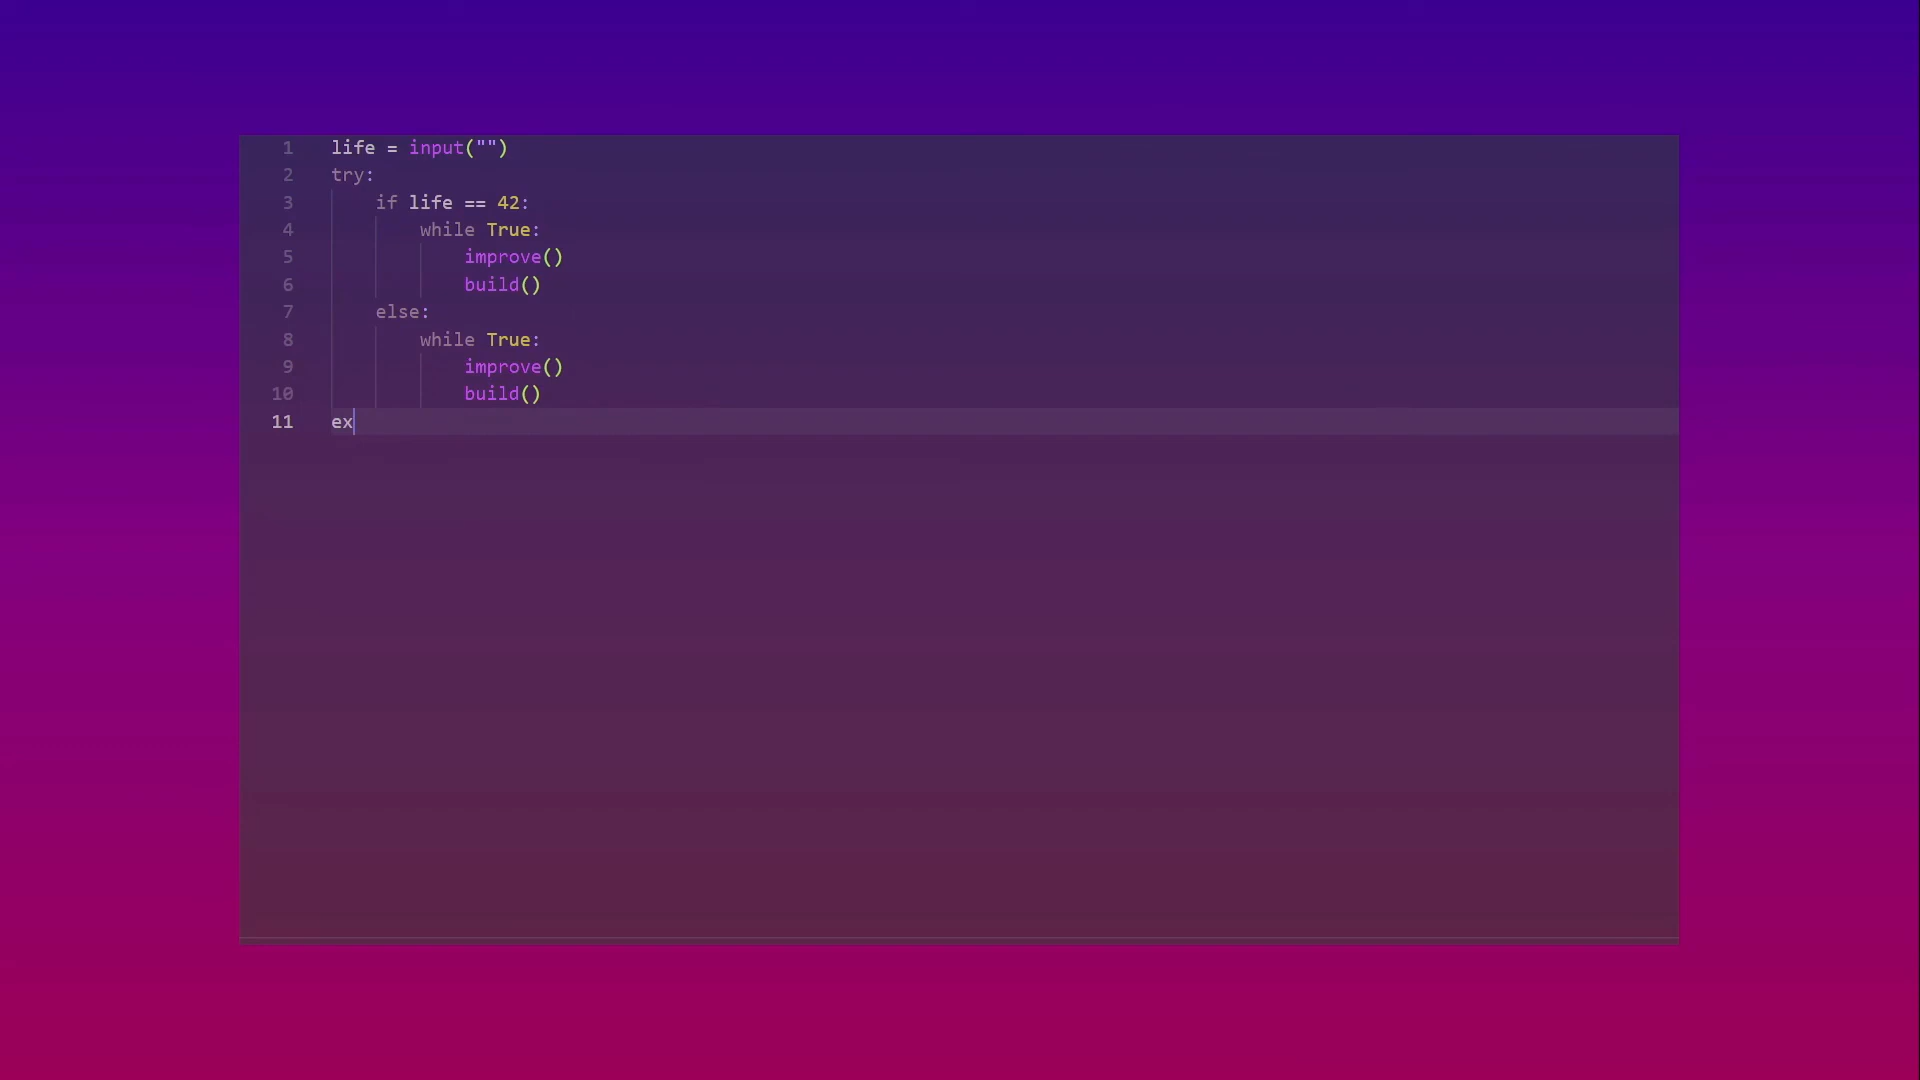 1 life = input("")
2 try:
3     if life == 42:
4         while True:
5             improve()
6             build()
7     else:
8         while True:
9             improve()
10             build()
11 ex